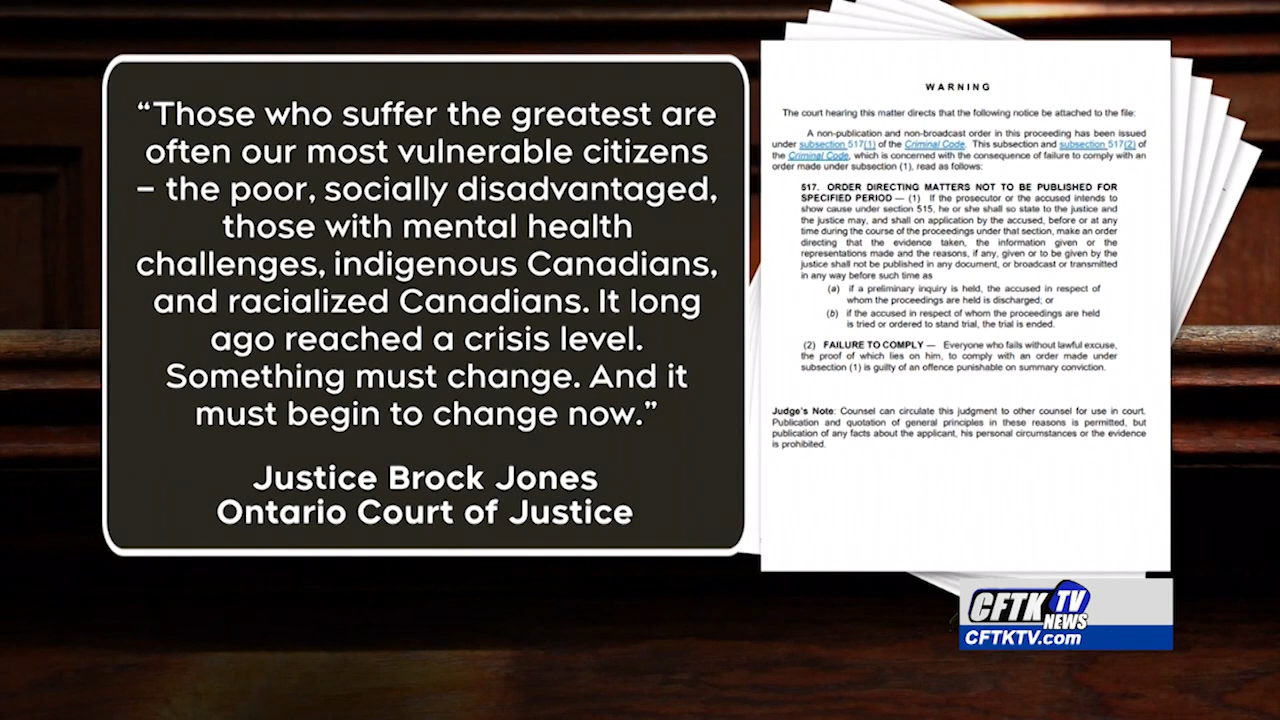 “Those who suffer the greatest are
often our most vulnerable citizens
– the poor, socially disadvantaged,
those with mental health
challenges, indigenous Canadians,
and racialized Canadians. It long
ago reached a crisis level.
Something must change. And it
must begin to change now.”
Justice Brock Jones
Ontario Court of Justice
WARNING
The court hearing this matter directs that the following notice be attached to the file:
A non-publication and non-broadcast order in this proceeding has been issued
under subsection 517(1) of the Criminal Code. This subsection and subsection 517(2) of
the Criminal Code, which is concerned with the consequence of failure to comply with an
order made under subsection (1), read as follows:
517. ORDER DIRECTING MATTERS NOT TO BE PUBLISHED FOR
SPECIFIED PERIOD — (1) If the prosecutor or the accused intends to
show cause under section 515, he or she shall so state to the justice and
the justice may, and shall on application by the accused, before or at any
time during the course of the proceedings under that section, make an order
directing that the evidence taken, the information given or the
representations made and the reasons, if any, given or to be given by the
justice shall not be published in any document, or broadcast or transmitted
in any way before such time as
(a) if a preliminary inquiry is held, the accused in respect of
whom the proceedings are held is discharged; or
(b) if the accused in respect of whom the proceedings are held
is tried or ordered to stand trial, the trial is ended.
(2) FAILURE TO COMPLY — Everyone who fails without lawful excuse,
the proof of which lies on him, to comply with an order made under
subsection (1) is guilty of an offence punishable on summary conviction.
Judge's Note: Counsel can circulate this judgment to other counsel for use in court.
Publication and quotation of general principles in these reasons is permitted, but
publication of any facts about the applicant, his personal circumstances or the evidence
is prohibited.
CFTK TV
NEWS
CFTKTV.com